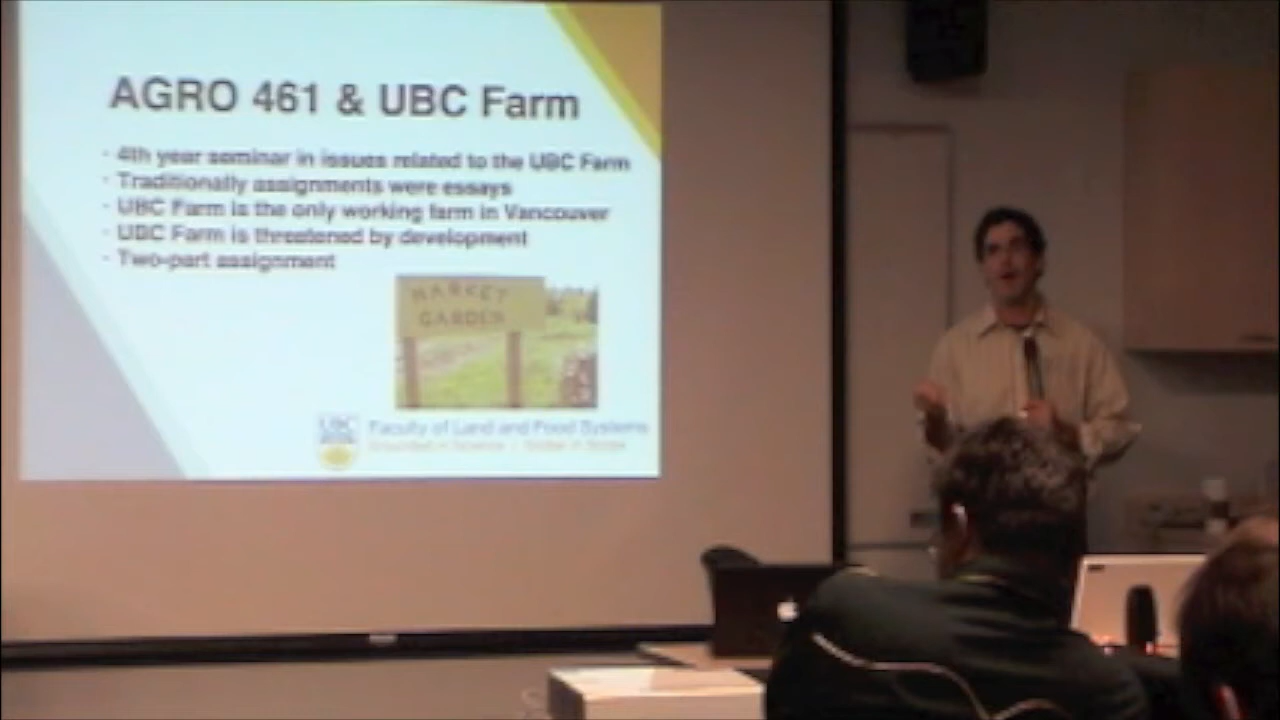 AGRO 461 & UBC Farm
· 4th year seminar in issues related to the UBC Farm
· Traditionally assignments were essays
· UBC Farm is the only working farm in Vancouver
· UBC Farm is threatened by development
· Two-part assignment
MARKET
GARDEN
UBC
Faculty of Land and Food Systems